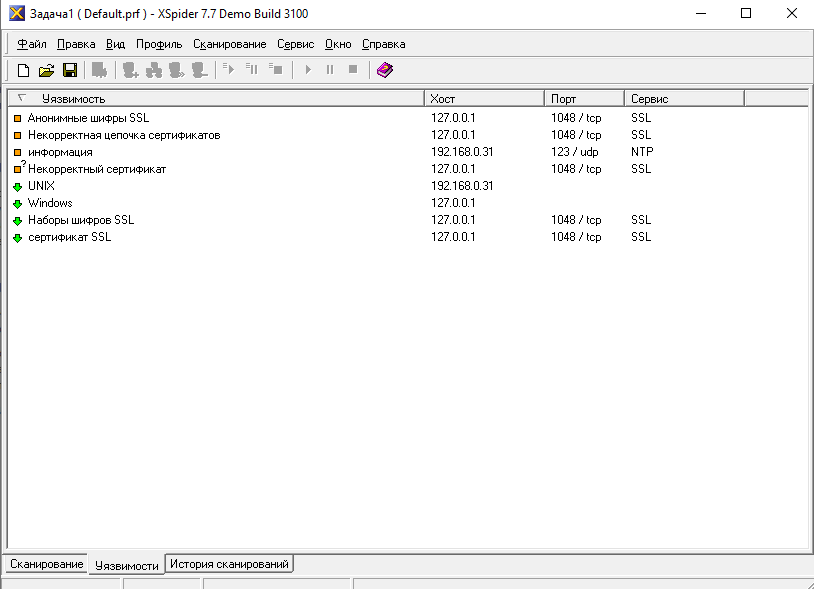 Задача1 ( Default.prf ) - XSpider 7.7 Demo Build 3100
Файл Правка Вид Профиль Сканирование Сервис Окно Справка
Уязвимость Хост Порт Сервис
Анонимные шифры SSL 127.0.0.1 1048 / tcp SSL
Некорректная цепочка сертификатов 127.0.0.1 1048 / tcp SSL
информация 192.168.0.31 123 / udp NTP
? Некорректный сертификат 127.0.0.1 1048 / tcp SSL
UNIX 192.168.0.31
Windows 127.0.0.1
Наборы шифров SSL 127.0.0.1 1048 / tcp SSL
сертификат SSL 127.0.0.1 1048 / tcp SSL
Сканирование Уязвимости История сканирований